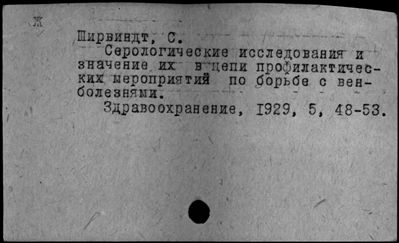 Ж
Ширвиндт, С.
Серологические исследования и
значение их в цепи профилактичес-
ких мероприятий по борьбе с вен-
болезнями.
Здравоохранение, 1929, 5, 48-53.